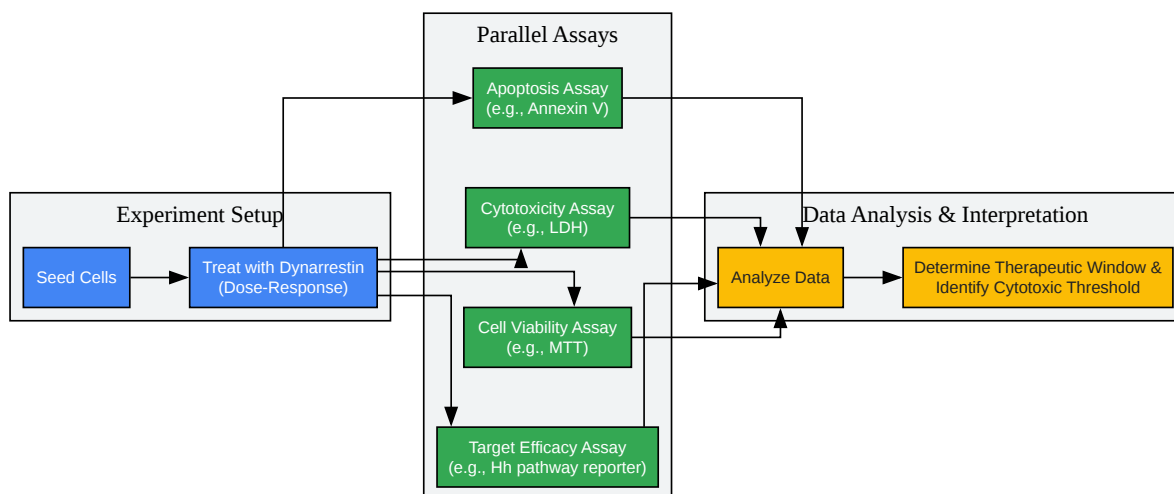 Parallel Assays
Apoptosis Assay
(e.g., Annexin V)
Experiment Setup
Cytotoxicity Assay
(e.g., LDH)
Data Analysis & Interpretation
Seed Cells
Treat with Dynarrestin
(Dose-Response)
Analyze Data
Determine Therapeutic Window &
Identify Cytotoxic Threshold
Cell Viability Assay
(e.g., MTT)
Target Efficacy Assay
(e.g., Hh pathway reporter)